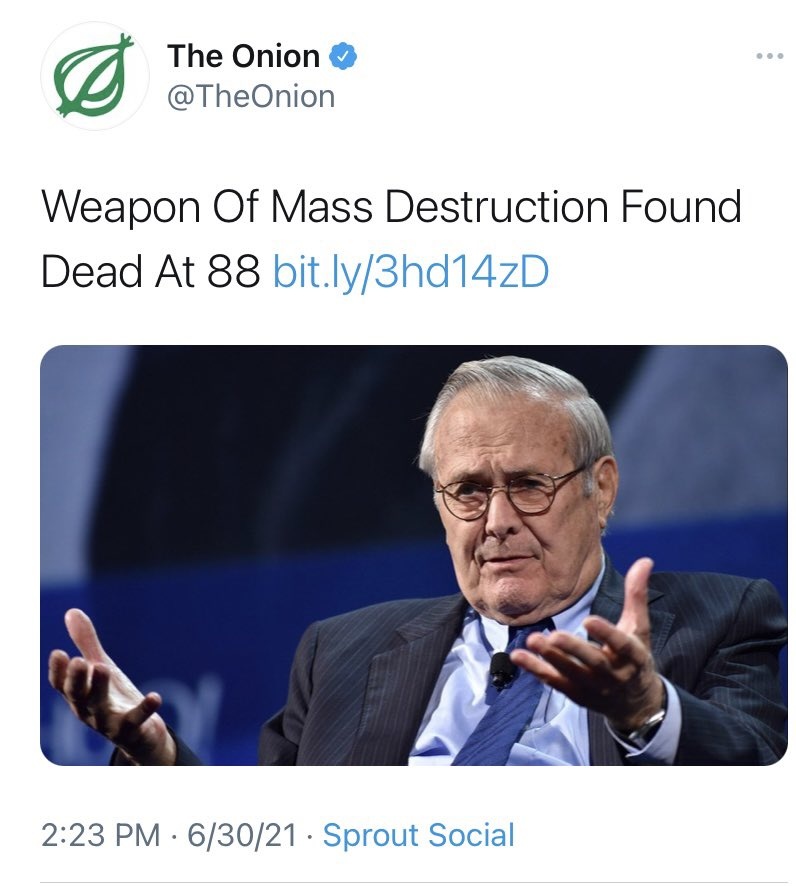 The Onion
@TheOnion
Weapon Of Mass Destruction Found
Dead At 88 bit.ly/3hd14zD
2:23 PM · 6/30/21 · Sprout Social